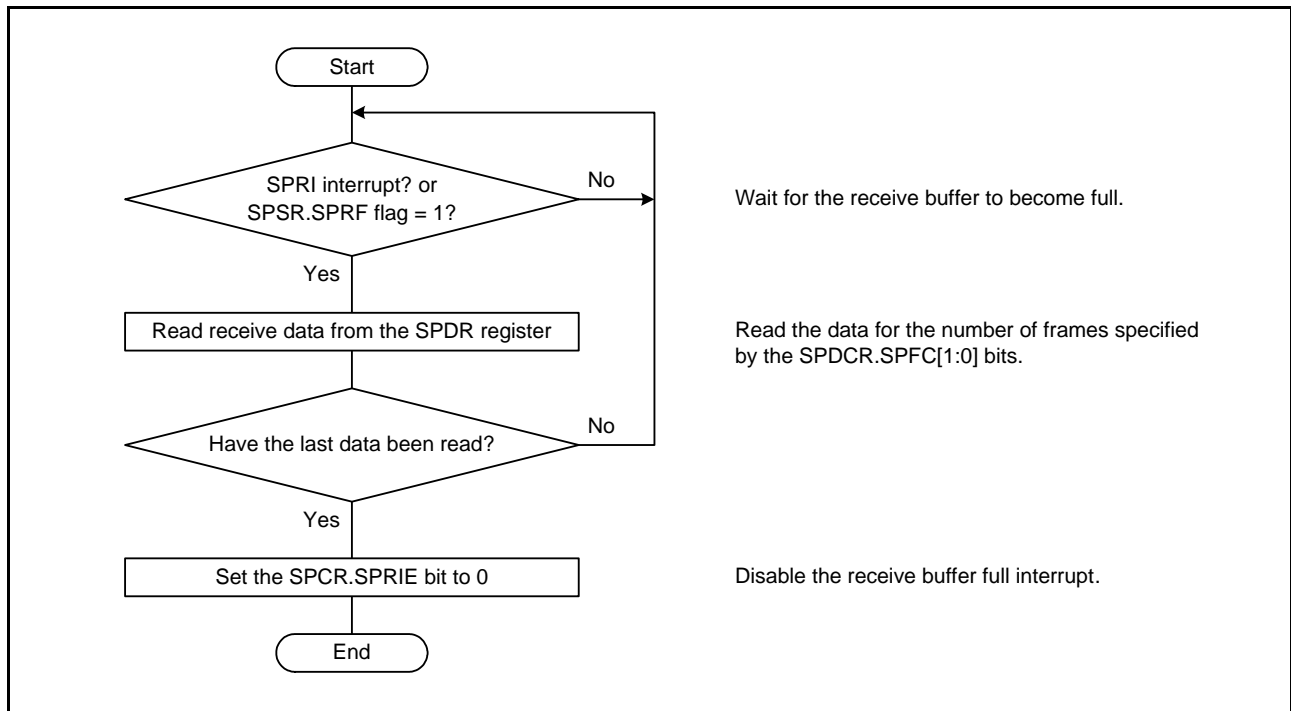 Start
SPRI interrupt? or
SPSR.SPRF flag = 1?
No
Wait for the receive buffer to become full.
Yes
Read receive data from the SPDR register
Read the data for the number of frames specified
by the SPDCR.SPFC[1:0] bits.
Have the last data been read?
No
Yes
Set the SPCR.SPRIE bit to 0
Disable the receive buffer full interrupt.
End